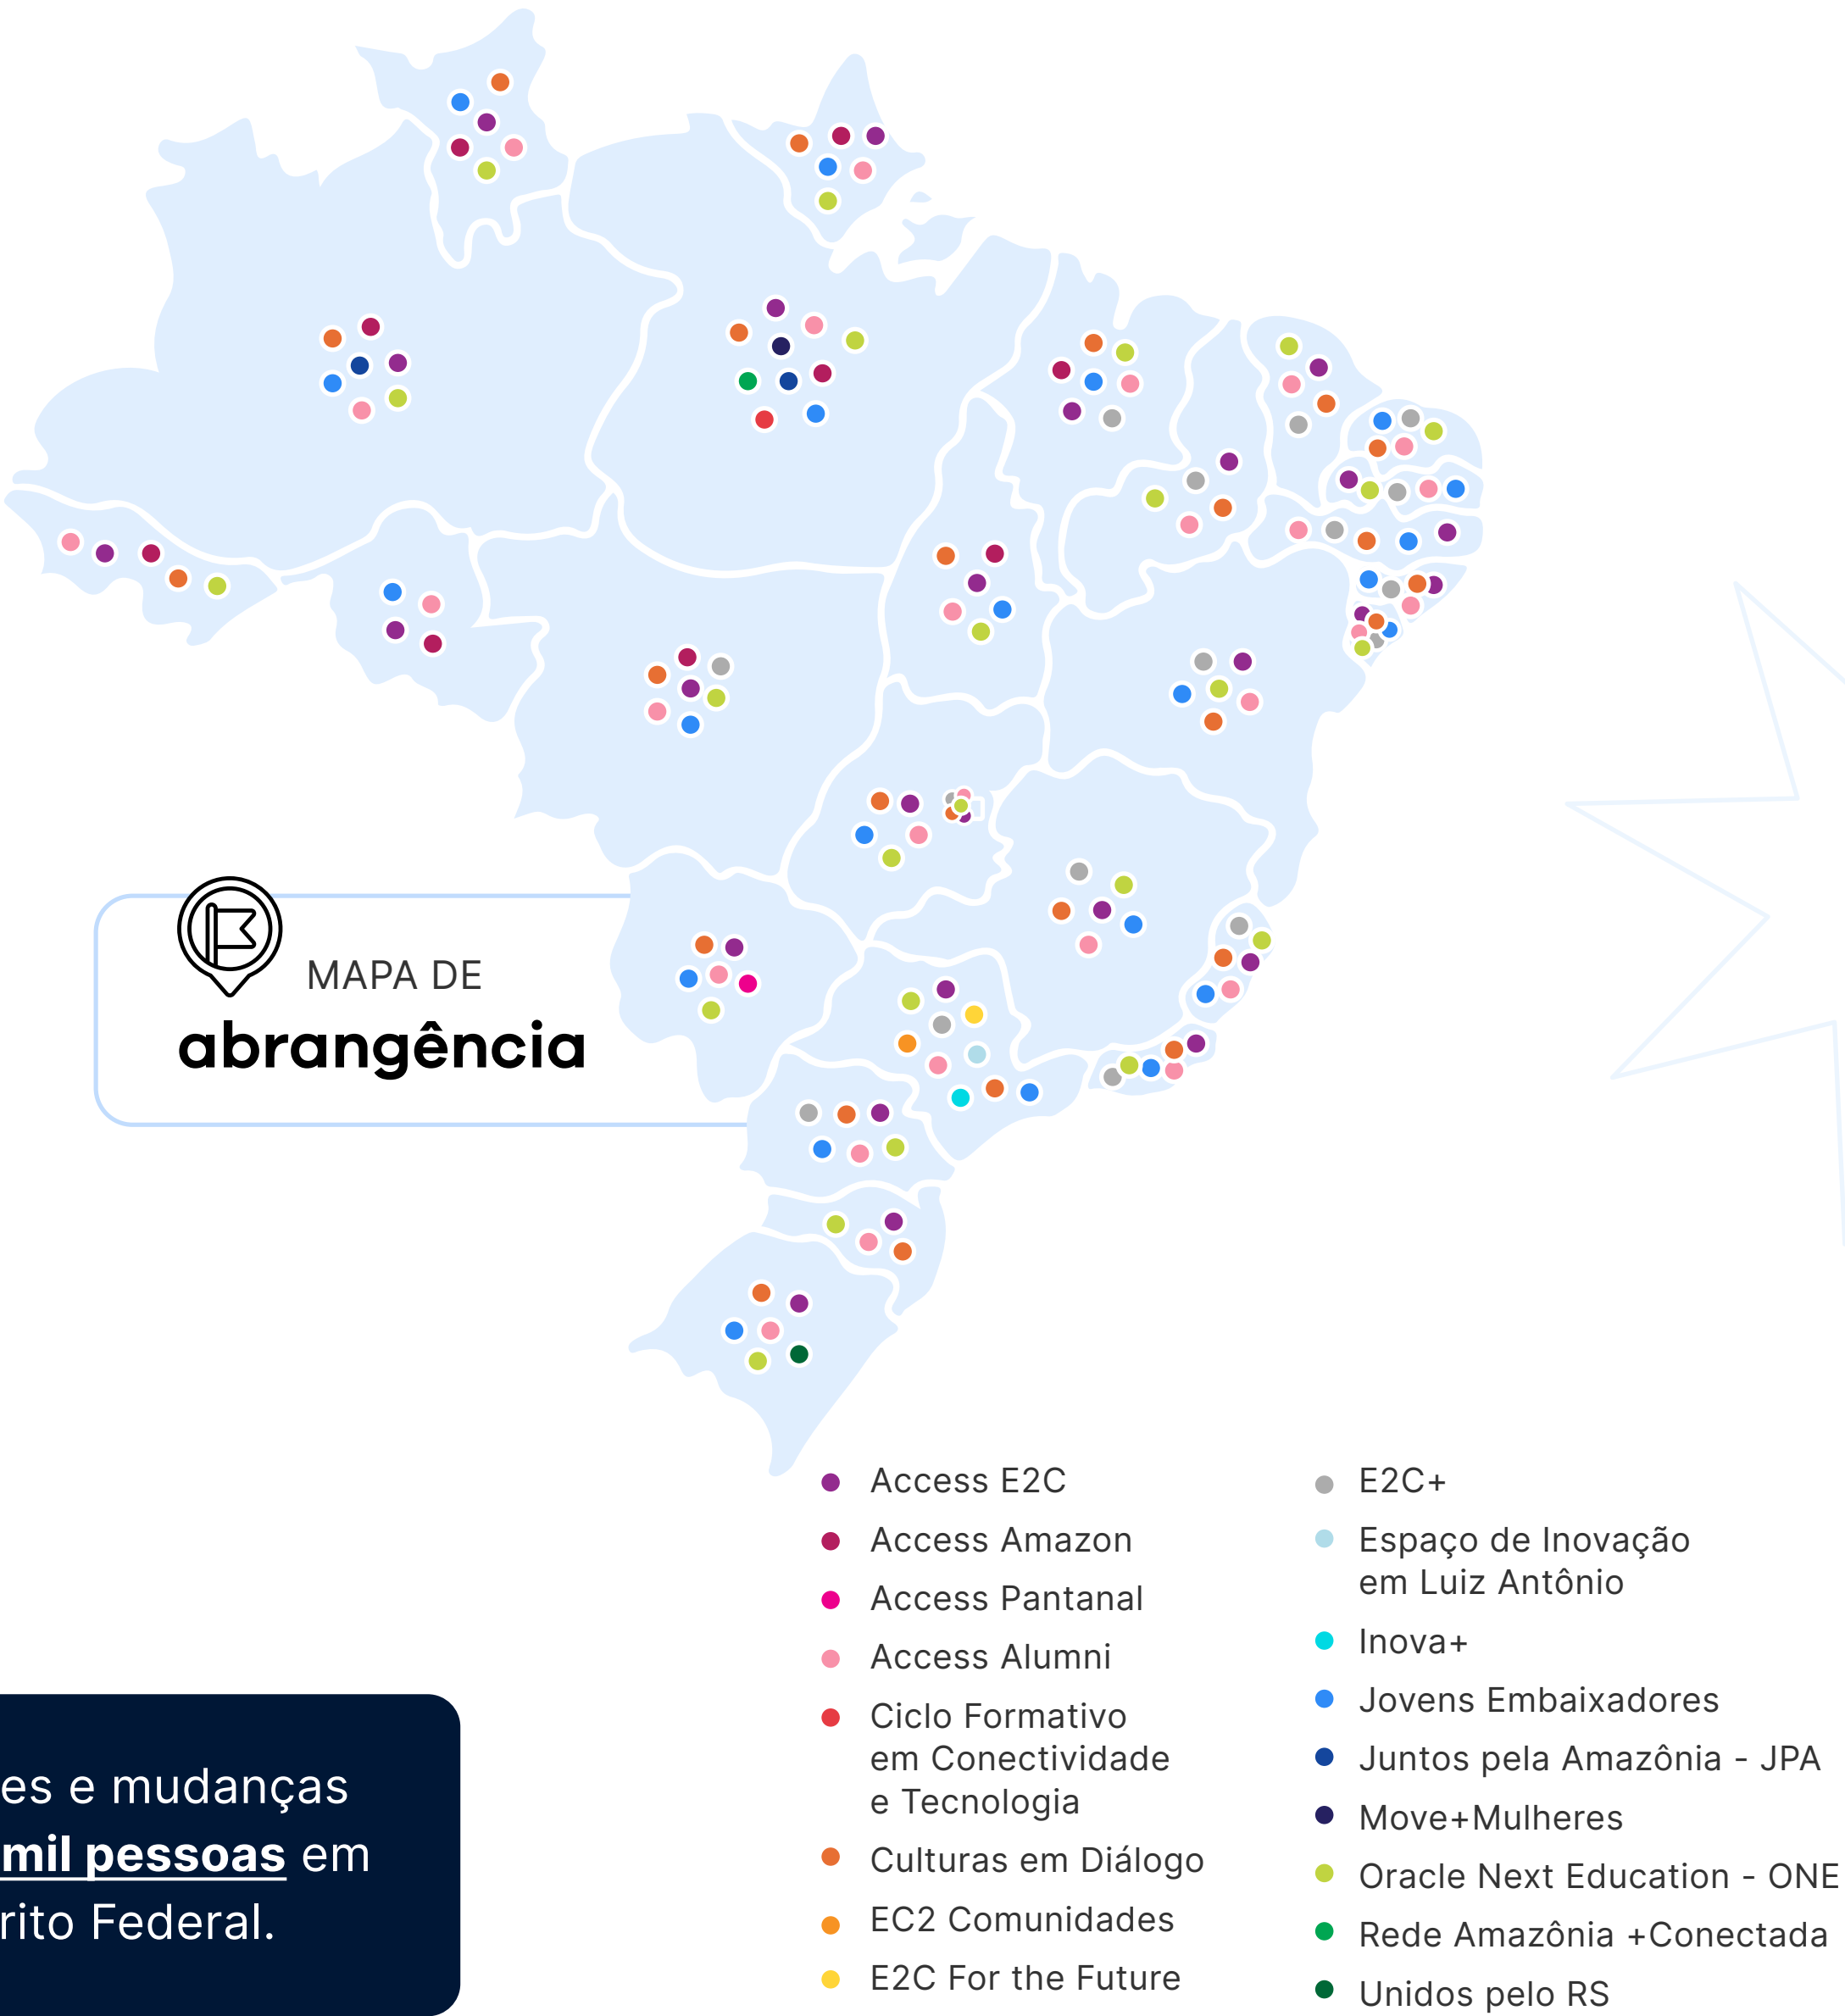 MAPA DE
abrangência
Access E2C
Access Amazon
Access Pantanal
Access Alumni
Ciclo Formativo
em Conectividade
e Tecnologia
Culturas em Diálogo
EC2 Comunidades
E2C For the Future
E2C+
Espaço de Inovação
em Luiz Antônio
Inova+
Jovens Embaixadores
Juntos pela Amazônia - JPA
Move+Mulheres
Oracle Next Education - ONE
Rede Amazônia +Conectada
Unidos pelo RS
es e mudanças
mil pessoas em
rito Federal.